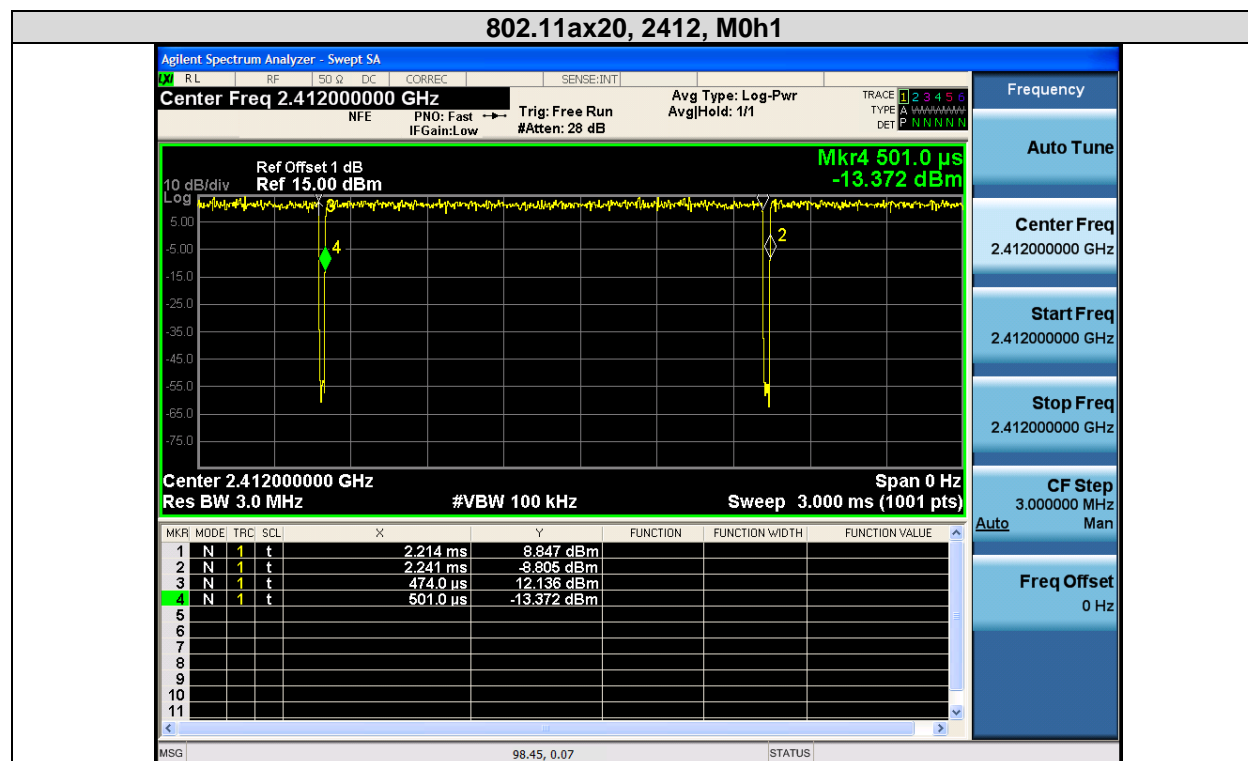 802.11ax20, 2412, M0h1
Agilent Spectrum Analyzer - Swept SA
LXI RL RF 50 Ω DC CORREC SENSE:INT
Center Freq 2.412000000 GHz
NFE PNO: Fast IFGain:Low
Trig: Free Run
#Atten: 28 dB
Avg Type: Log-Pwr
Avg|Hold: 1/1
TRACE 1 2 3 4 5 6
TYPE A WWWWW
DET P N N N N N
Ref Offset 1 dB
10 dB/div Ref 15.00 dBm
Log
Mkr4 501.0 µs
-13.372 dBm
5.00
-5.00
-15.0
-25.0
-35.0
-45.0
-55.0
-65.0
-75.0
3
4
2
Center 2.412000000 GHz Span 0 Hz
Res BW 3.0 MHz #VBW 100 kHz Sweep 3.000 ms (1001 pts)
MKR MODE TRC SCL X Y FUNCTION FUNCTION WIDTH FUNCTION VALUE
1 N 1 t 2.214 ms 8.847 dBm
2 N 1 t 2.241 ms -8.805 dBm
3 N 1 t 474.0 µs 12.136 dBm
4 N 1 t 501.0 µs -13.372 dBm
5
6
7
8
9
10
11
MSG 98.45, 0.07 STATUS
Frequency
Auto Tune
Center Freq
2.412000000 GHz
Start Freq
2.412000000 GHz
Stop Freq
2.412000000 GHz
CF Step
3.000000 MHz
Auto Man
Freq Offset
0 Hz